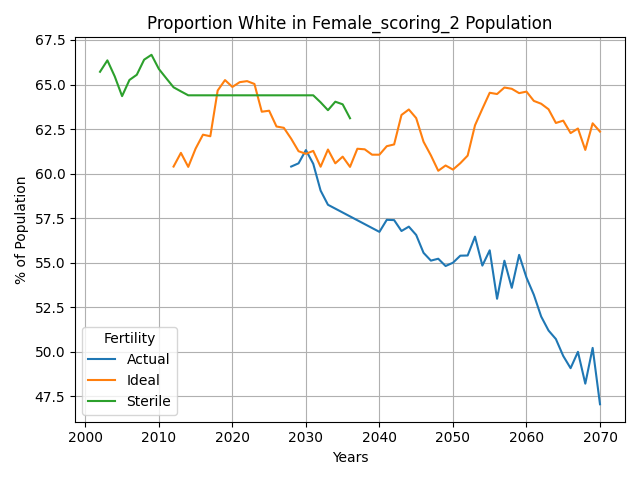 Proportion White in Female_scoring_2 Population
% of Population
67.5
65.0
62.5
60.0
57.5
55.0
52.5
50.0
47.5
Fertility
Actual
Ideal
Sterile
2000 2010 2020 2030 2040 2050 2060 2070
Years